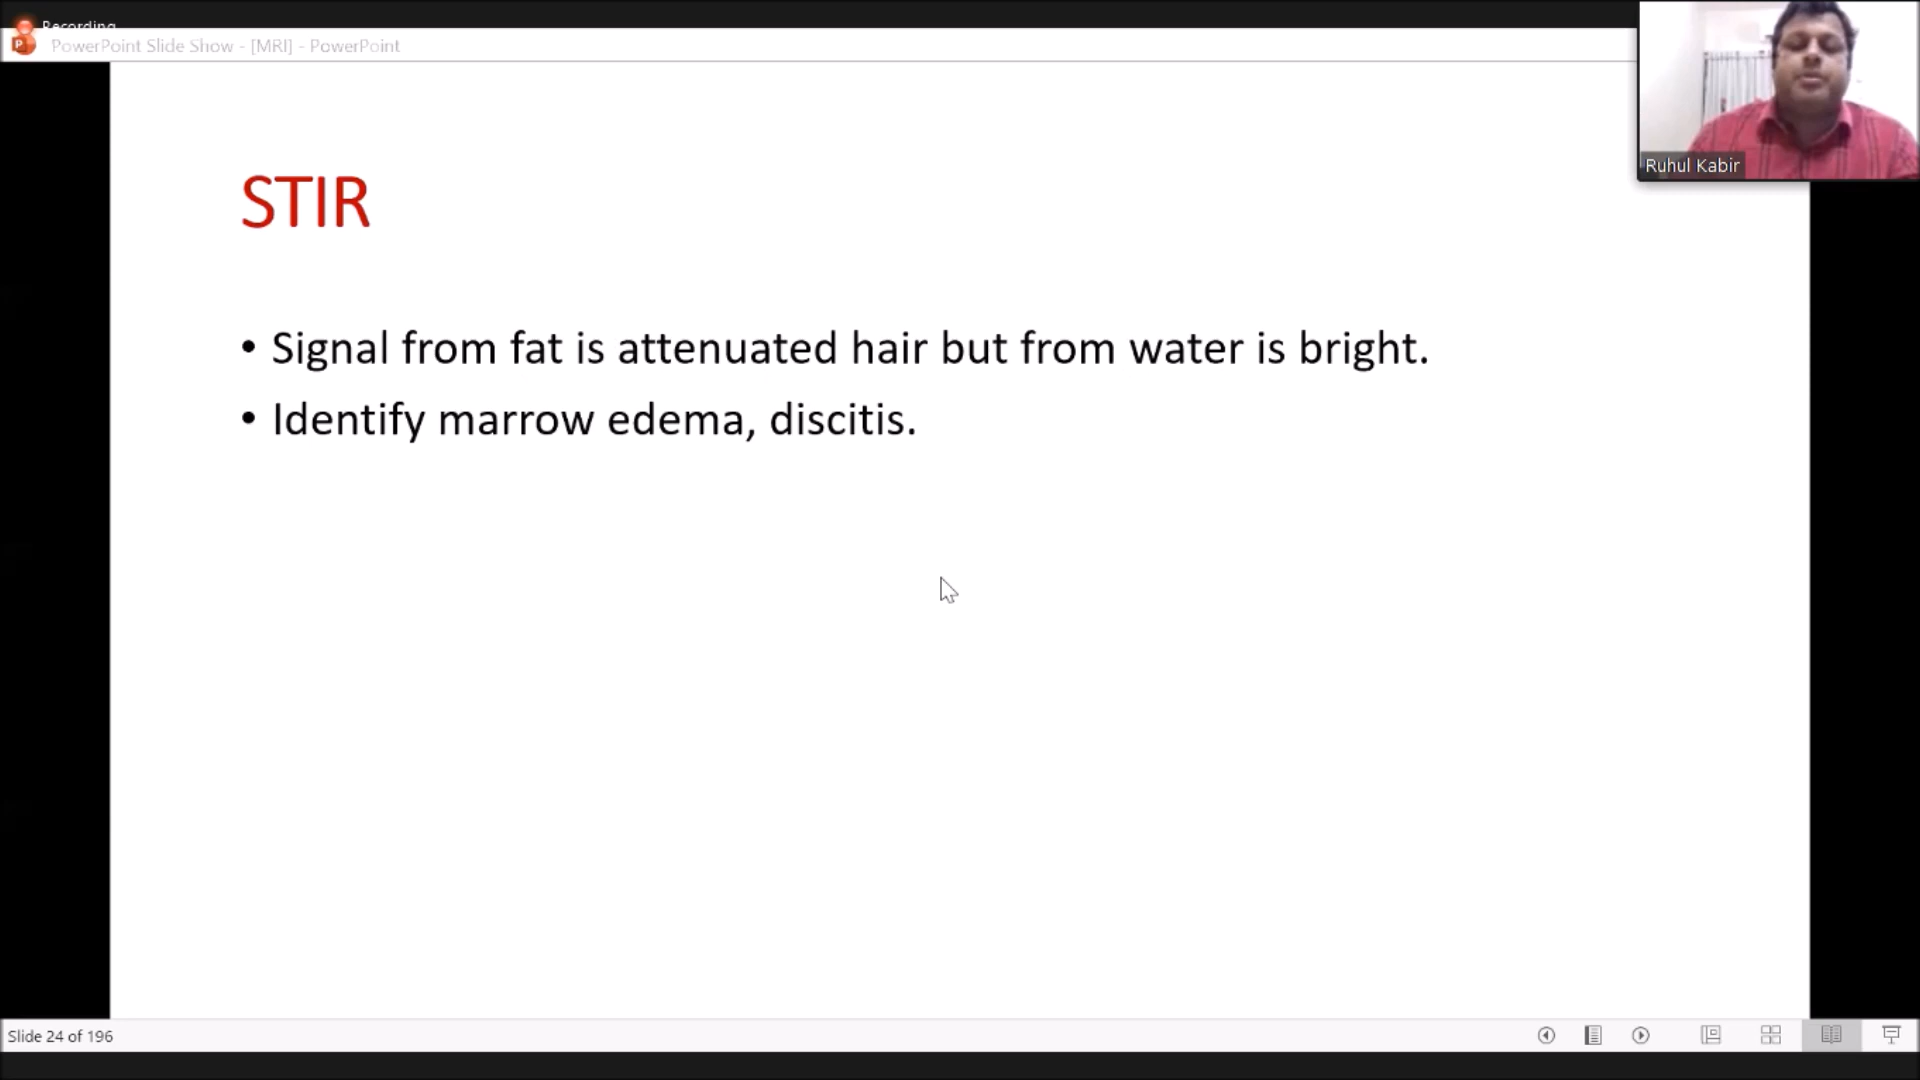 Recording
PowerPoint Slide Show - [MRI] - PowerPoint
Ruhul Kabir
STIR
• Signal from fat is attenuated hair but from water is bright.
• Identify marrow edema, discitis.
Slide 24 of 196